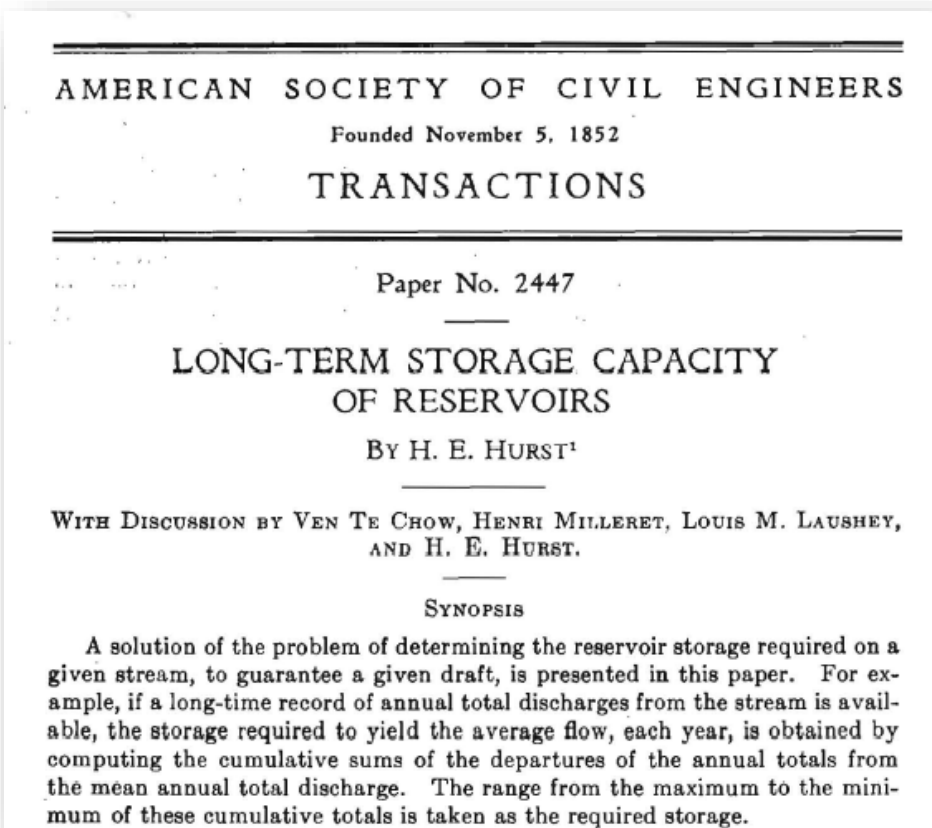 AMERICAN SOCIETY OF CIVIL ENGINEERS
Founded November 5, 1852
TRANSACTIONS
Paper No. 2447
LONG-TERM STORAGE CAPACITY
OF RESERVOIRS
BY H. E. HURST¹
WITH DISCUSSION BY VEN TE CHOW, HENRI MILLERET, LOUIS M. LAUSHEY,
AND H. E. HURST.
SYNOPSIS
A solution of the problem of determining the reservoir storage required on a
given stream, to guarantee a given draft, is presented in this paper. For ex-
ample, if a long-time record of annual total discharges from the stream is avail-
able, the storage required to yield the average flow, each year, is obtained by
computing the cumulative sums of the departures of the annual totals from
the mean annual total discharge. The range from the maximum to the mini-
mum of these cumulative totals is taken as the required storage.